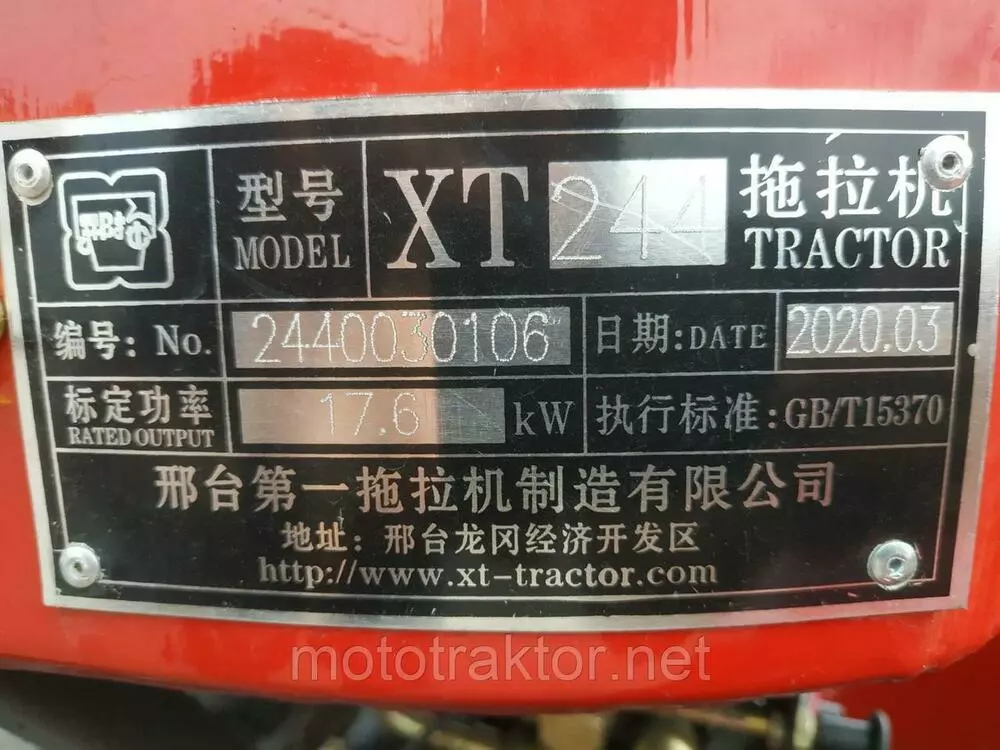 型号 XT 244 拖拉机
MODEL TRACTOR
编号: No. 2440030106 日期: DATE 2020.03
标定功率 17.6 kW 执行标准: GB/T15370
RATED OUTPUT
邢台第一拖拉机制造有限公司
地址: 邢台龙冈经济开发区
http://www.xt-tractor.com
mototraktor.net